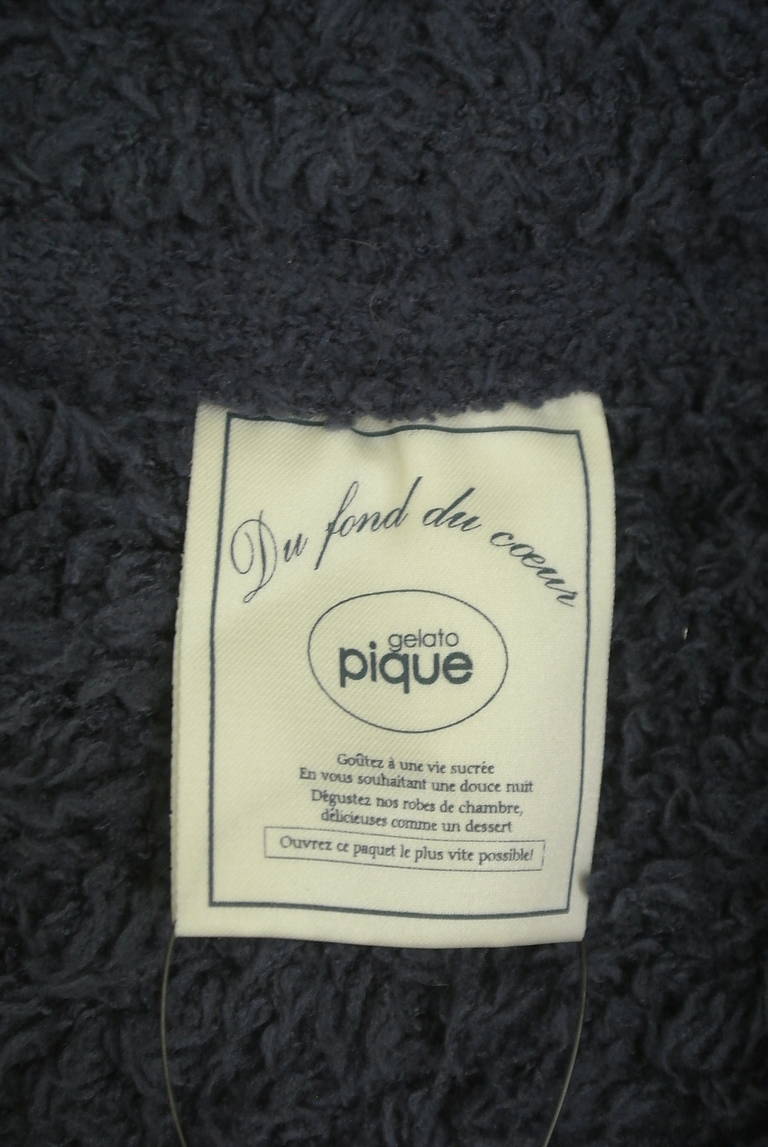 Du fond du cœur
gelato
pique
Goûtez à une vie sucrée
En vous souhaitant une douce nuit
Dégustez nos robes de chambre,
délicieuses comme un dessert
Ouvrez ce paquet le plus vite possible!